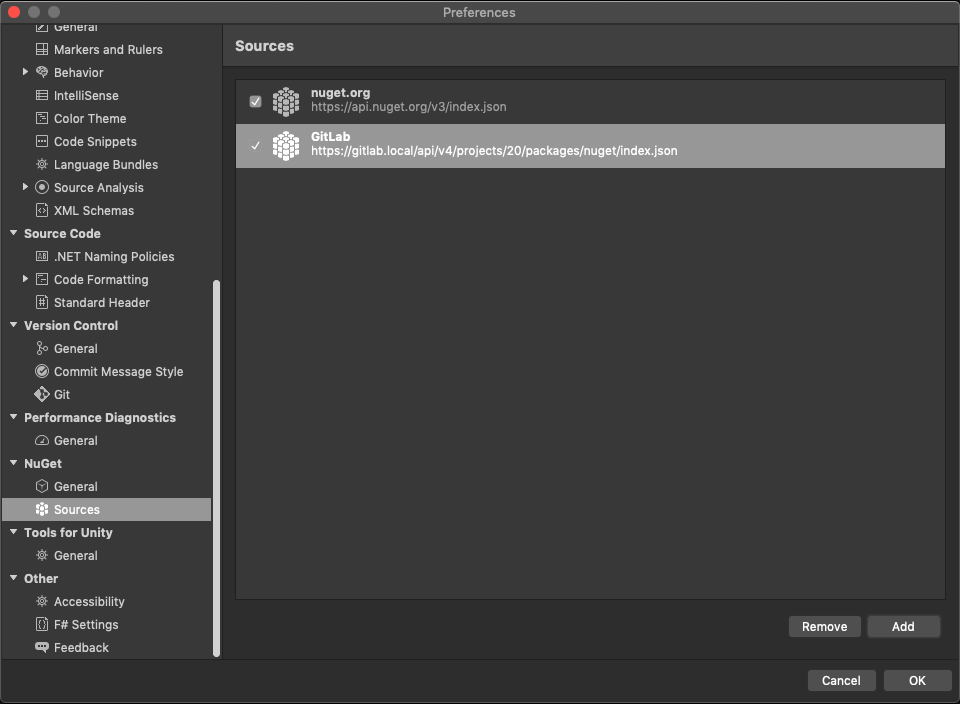 Preferences
General
Markers and Rulers
Behavior
IntelliSense
Color Theme
Code Snippets
Language Bundles
Source Analysis
XML Schemas
Source Code
.NET Naming Policies
Code Formatting
Standard Header
Version Control
General
Commit Message Style
Git
Performance Diagnostics
General
NuGet
General
Sources
Tools for Unity
General
Other
Accessibility
F# Settings
Feedback
Sources
nuget.org
https://api.nuget.org/v3/index.json
GitLab
https://gitlab.local/api/v4/projects/20/packages/nuget/index.json
Remove
Add
Cancel
OK